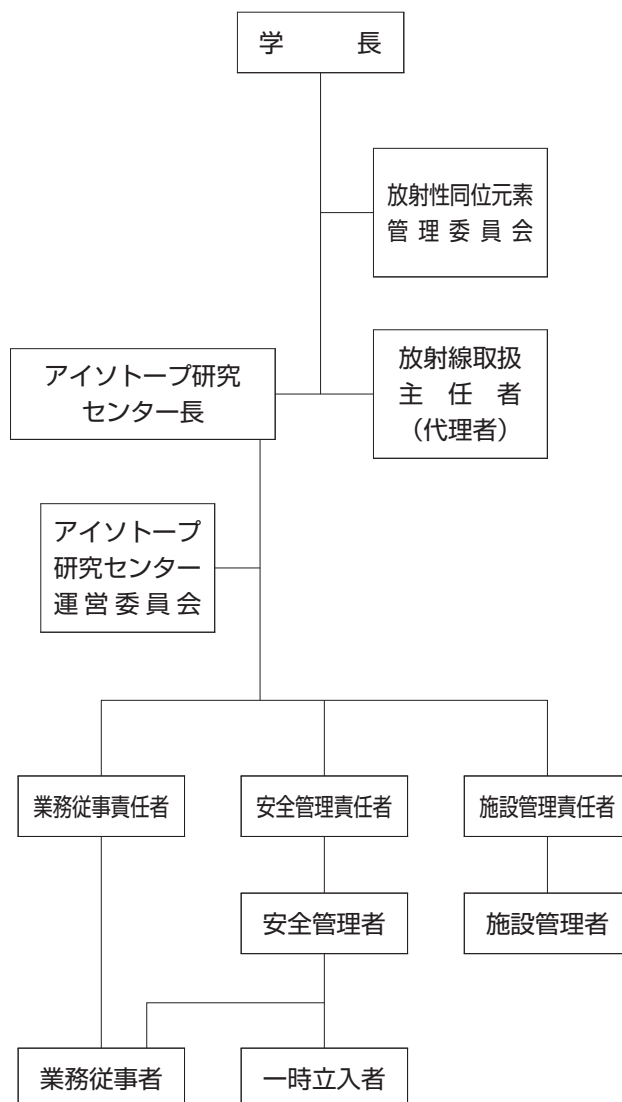 学長
放射性同位元素
管理委員会
アイソトープ研究
センター長
放射線取扱
主任者
（代理者）
アイソトープ
研究センター
運営委員会
業務従事責任者
安全管理責任者
施設管理責任者
安全管理者
施設管理者
業務従事者
一時立入者